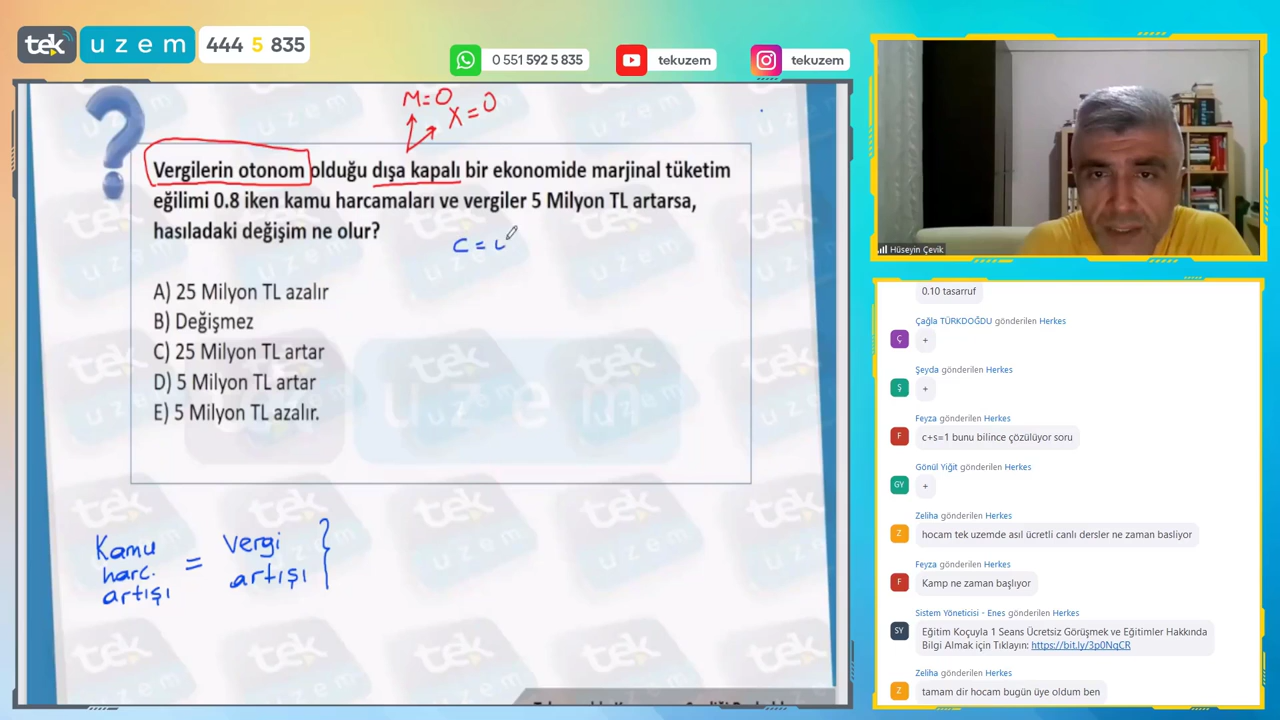 tek uzem 444 5 835
0 551 592 5 835
tekuzem
tekuzem
M=0
X=0
Vergilerin otonom olduğu dışa kapalı bir ekonomide marjinal tüketim
eğilimi 0.8 iken kamu harcamaları ve vergiler 5 Milyon TL artarsa,
hasıladaki değişim ne olur?
C =
A) 25 Milyon TL azalır
B) Değişmez
C) 25 Milyon TL artar
D) 5 Milyon TL artar
E) 5 Milyon TL azalır.
Kamu
harc.
artışı
=
Vergi
artışı
Hüseyin Çevik
0.10 tasarruf
Çağla TÜRKDOĞDU gönderilen Herkes
Ç
+
Şeyda gönderilen Herkes
Ş
+
Feyza gönderilen Herkes
F
c+s=1 bunu bilince çözülüyor soru
Gönül Yiğit gönderilen Herkes
GY
+
Zeliha gönderilen Herkes
Z
hocam tek uzemde asıl ücretli canlı dersler ne zaman basliyor
Feyza gönderilen Herkes
F
Kamp ne zaman başlıyor
Sistem Yöneticisi - Enes gönderilen Herkes
SY
Eğitim Koçuyla 1 Seans Ücretsiz Görüşmek ve Eğitimler Hakkında
Bilgi Almak için Tıklayın: https://bit.ly/3p0NqCR
Zeliha gönderilen Herkes
Z
tamam dir hocam bugün üye oldum ben